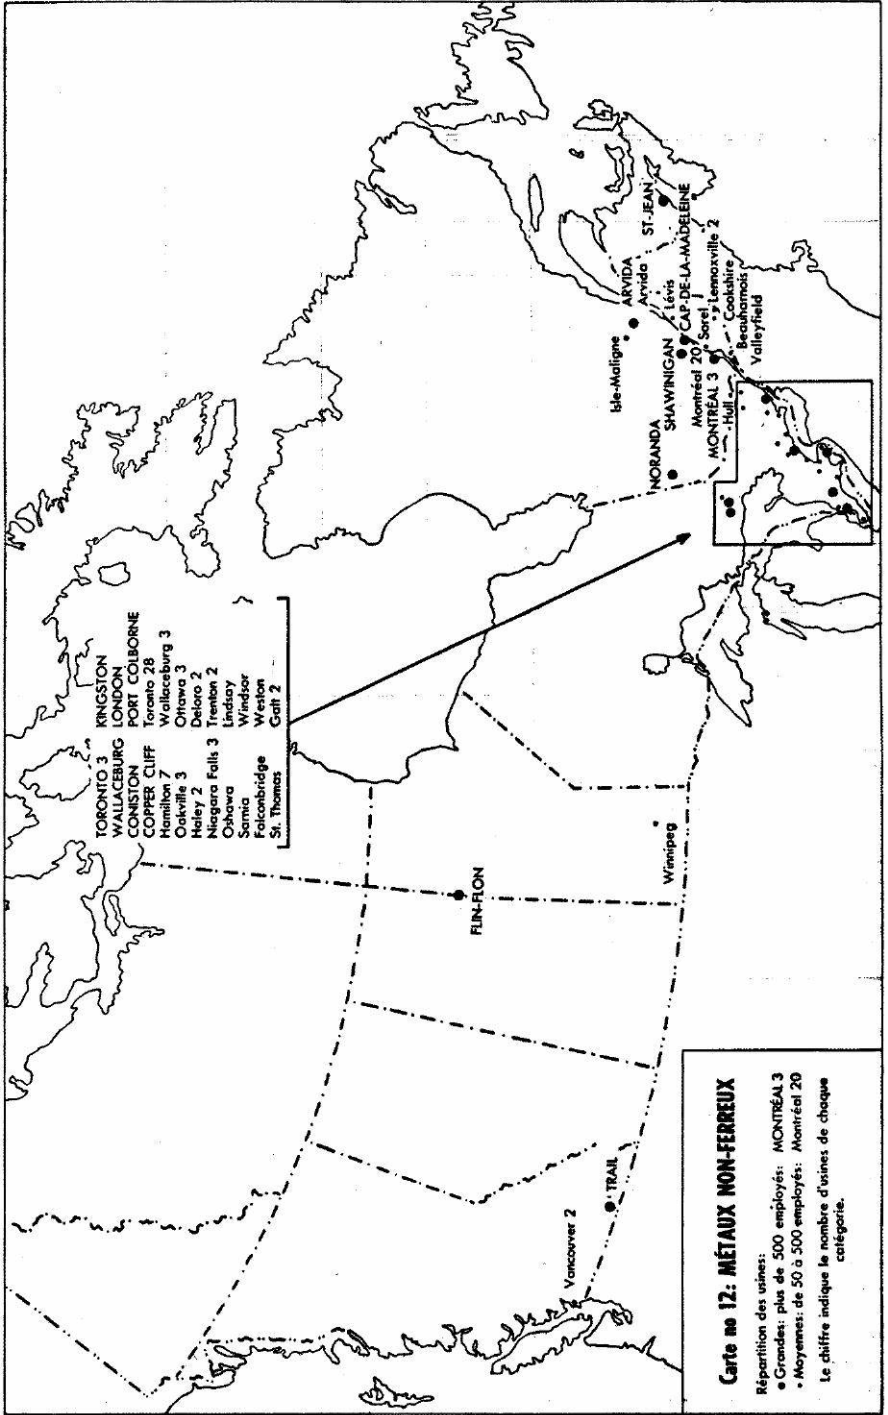 TORONTO 3 KINGSTON
WALLACEBURG LONDON
CONISTON PORT COLBORNE
COPPER CLIFF Toronto 28
Hamilton 7 Wallaceburg 3
Oakville 3 Ottawa 3
Haley 2 Deloro 2
Niagara Falls 3 Trenton 2
Oshawa Lindsay
Sarnia Windsor
Falconbridge Weston
St. Thomas Galt 2
Isle-Maligne
ARVIDA
Arvida
ST-JEAN
Lévis
CAP-DE-LA-MADELEINE
SHAWINIGAN
NORANDA
Montréal 20
Sorel
Lennoxville 2
MONTRÉAL 3
Cookshire
Hull
Beauharnois
Valleyfield
FLIN-FLON
Winnipeg
Vancouver 2
TRAIL
Carte no 12: MÉTAUX NON-FERREUX
Répartition des usines:
• Grandes: plus de 500 employés: MONTRÉAL 3
• Moyennes: de 50 à 500 employés: Montréal 20
Le chiffre indique le nombre d'usines de chaque
catégorie.